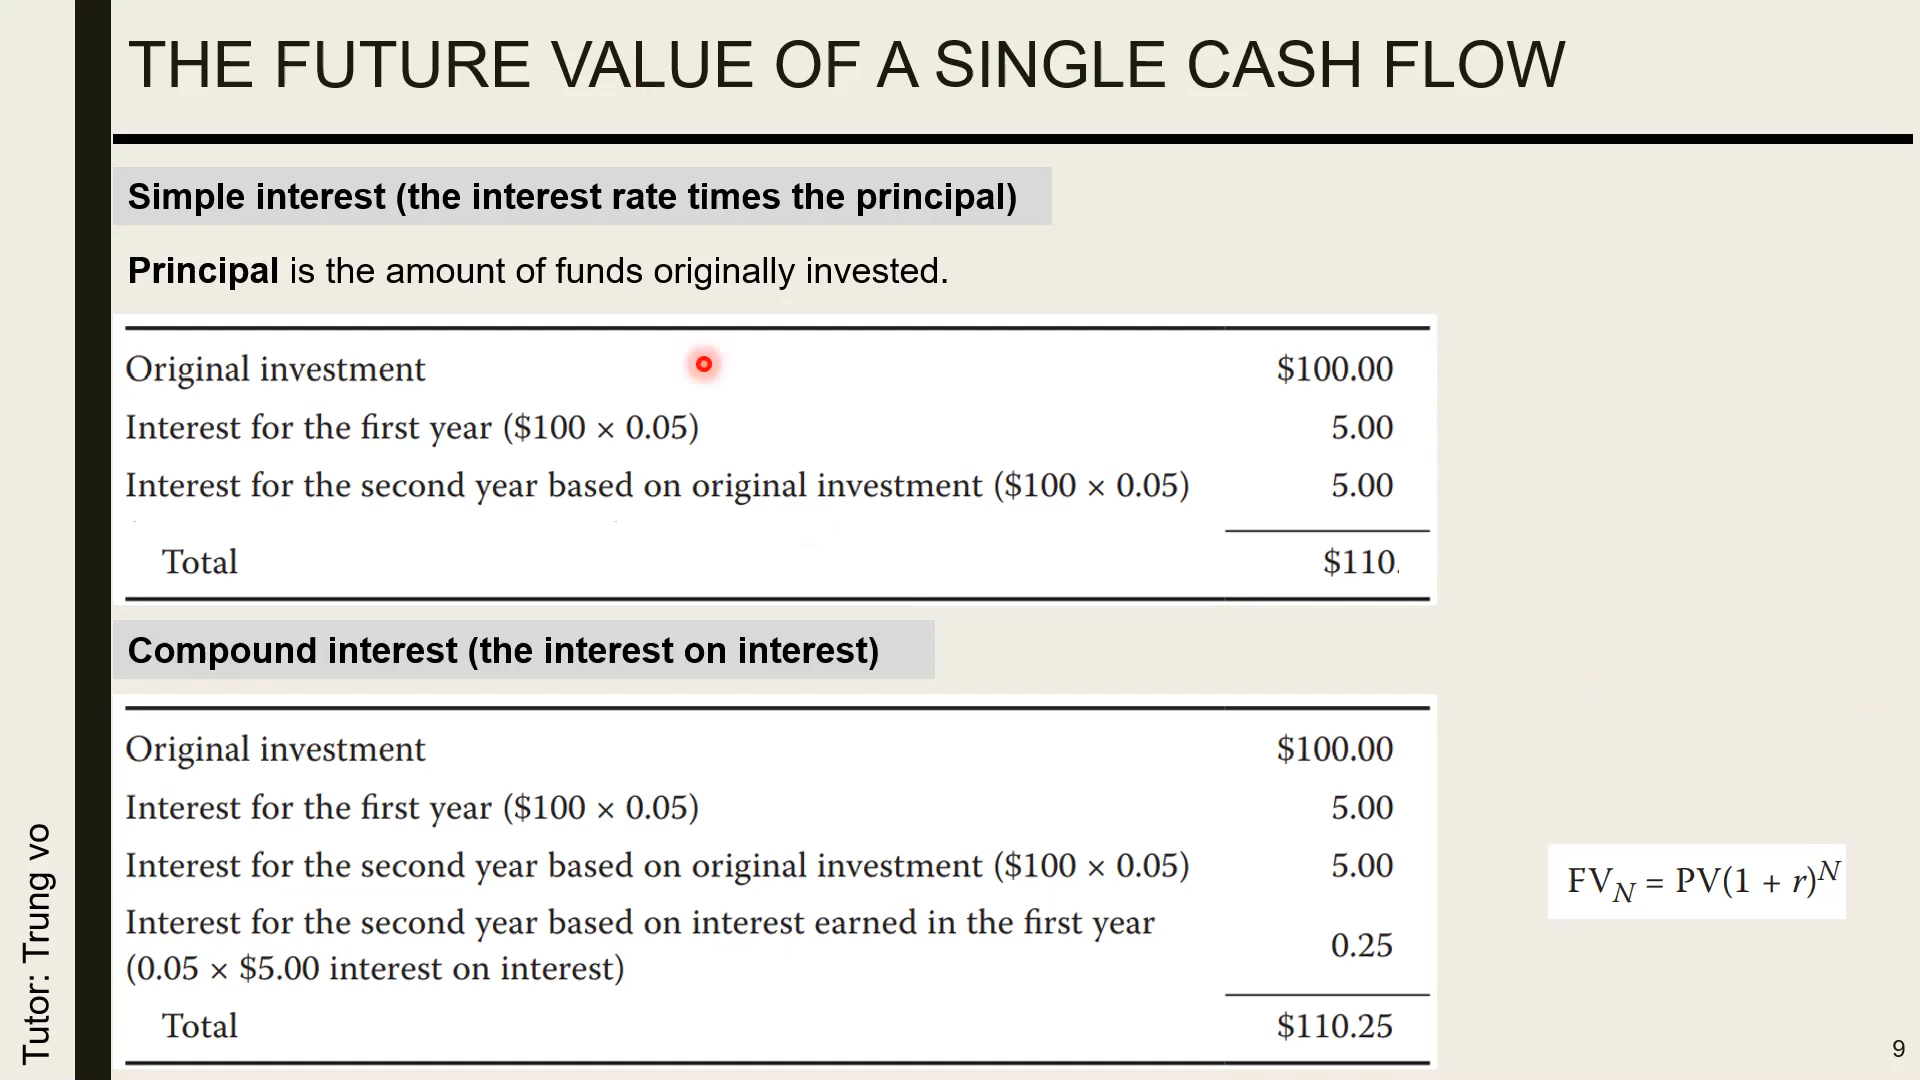 THE FUTURE VALUE OF A SINGLE CASH FLOW
Simple interest (the interest rate times the principal)
Principal is the amount of funds originally invested.
Original investment $100.00
Interest for the first year ($100 × 0.05) 5.00
Interest for the second year based on original investment ($100 × 0.05) 5.00
Total $110.
Compound interest (the interest on interest)
Original investment $100.00
Interest for the first year ($100 × 0.05) 5.00
Interest for the second year based on original investment ($100 × 0.05) 5.00
Interest for the second year based on interest earned in the first year
(0.05 × $5.00 interest on interest) 0.25
Total $110.25
FV_N = PV(1 + r)^N
Tutor: Trung vo
9